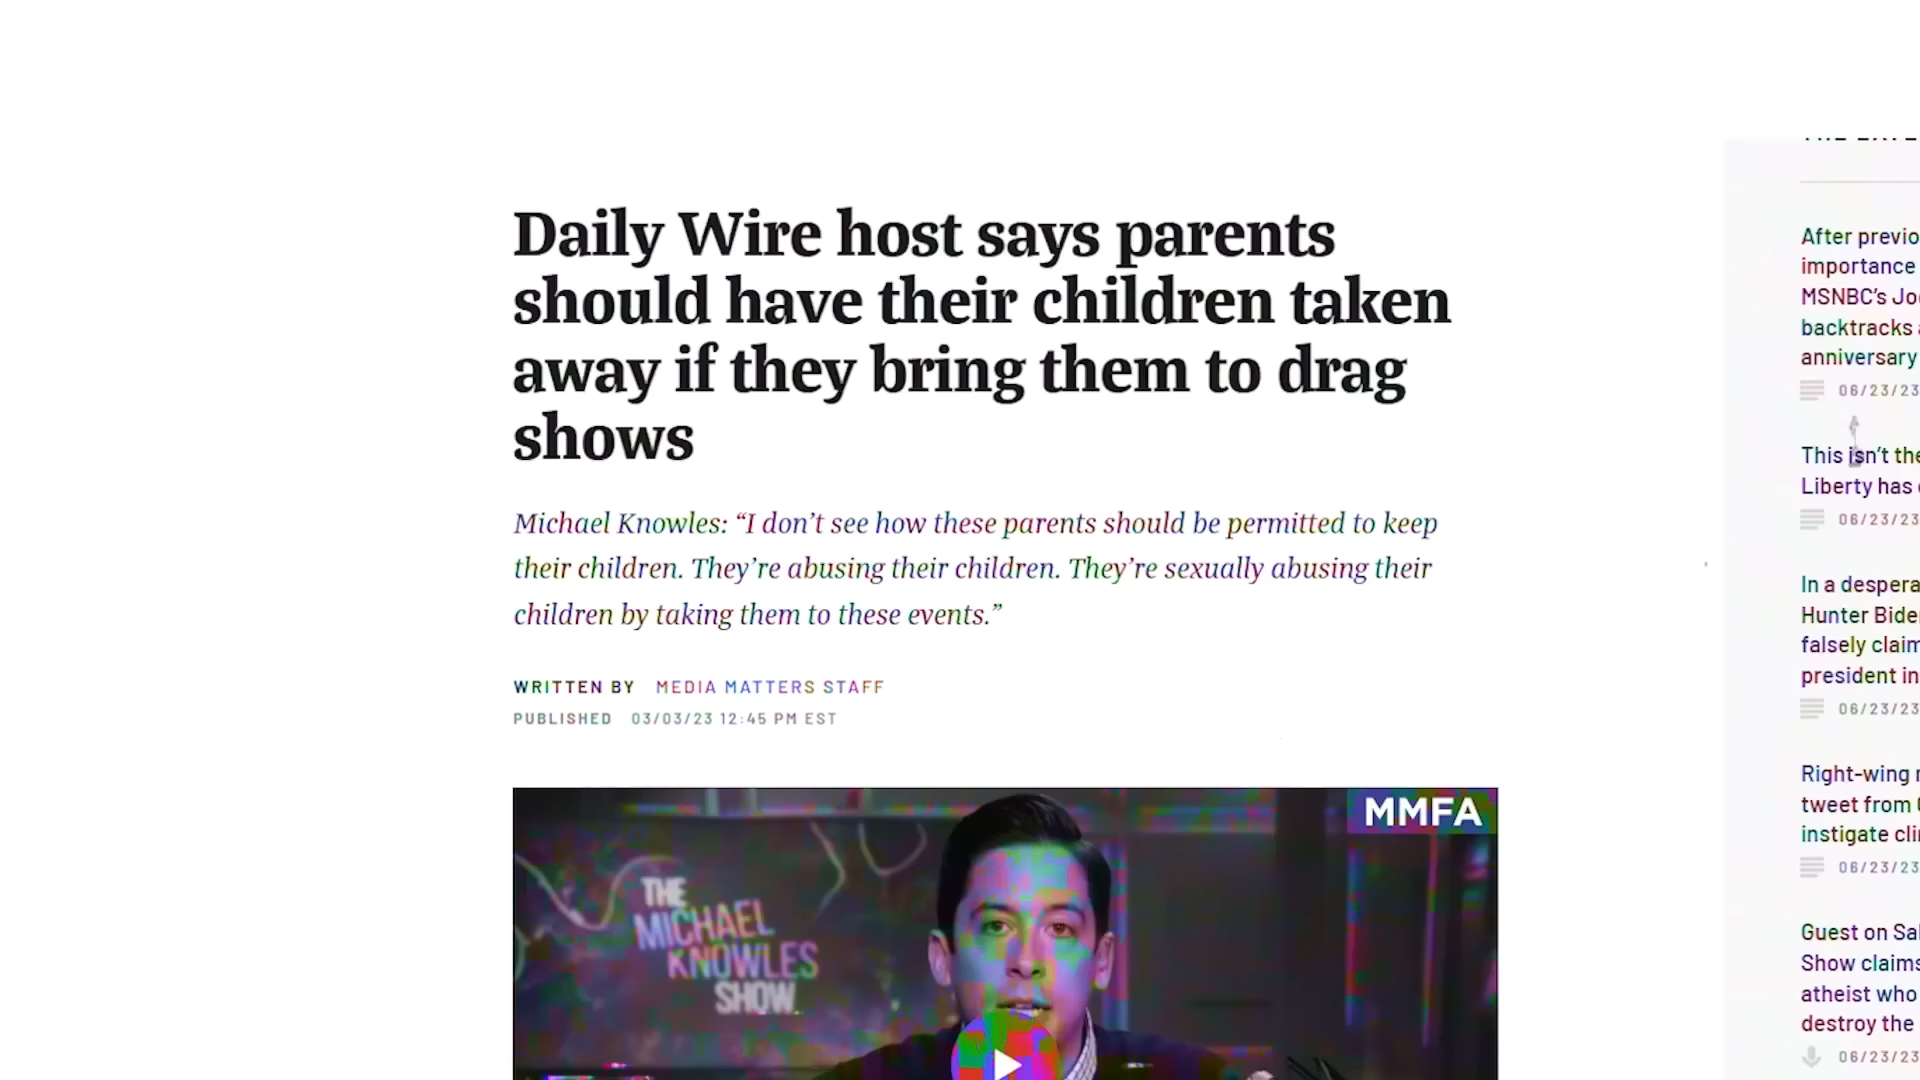 Daily Wire host says parents
should have their children taken
away if they bring them to drag
shows
Michael Knowles: “I don’t see how these parents should be permitted to keep
their children. They’re abusing their children. They’re sexually abusing their
children by taking them to these events.”
WRITTEN BY MEDIA MATTERS STAFF
PUBLISHED 03/03/23 12:45 PM EST
MMFA
THE
MICHAEL
KNOWLES
SHOW
After previo
importance
MSNBC’s Jo
backtracks
anniversary
06/23/23
This isn’t the
Liberty has
06/23/23
In a despera
Hunter Bide
falsely claim
president in
06/23/23
Right-wing
tweet from
instigate cli
06/23/23
Guest on Sa
Show claims
atheist who
destroy the
06/23/23